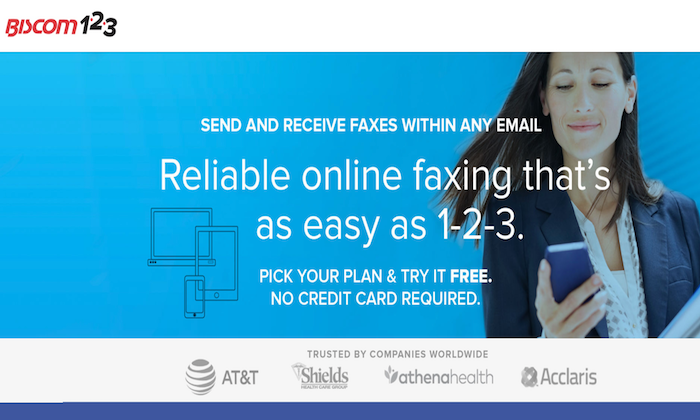 BISCOM 123
SEND AND RECEIVE FAXES WITHIN ANY EMAIL
Reliable online faxing that's
as easy as 1-2-3.
PICK YOUR PLAN & TRY IT FREE.
NO CREDIT CARD REQUIRED.
TRUSTED BY COMPANIES WORLDWIDE
AT&T
Shields
HEALTH CARE GROUP
athenahealth
Acclaris